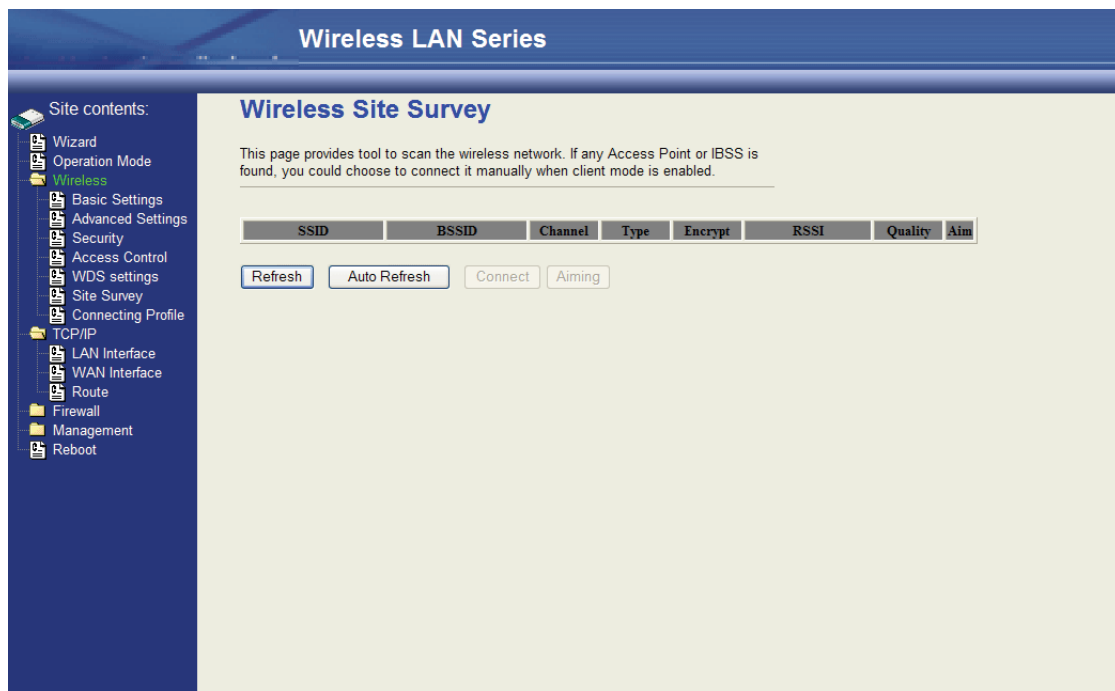 Wireless LAN Series
Site contents:
Wizard
Operation Mode
Wireless
Basic Settings
Advanced Settings
Security
Access Control
WDS settings
Site Survey
Connecting Profile
TCP/IP
LAN Interface
WAN Interface
Route
Firewall
Management
Reboot
Wireless Site Survey
This page provides tool to scan the wireless network. If any Access Point or IBSS is
found, you could choose to connect it manually when client mode is enabled.
SSID BSSID Channel Type Encrypt RSSI Quality Aim
Refresh Auto Refresh Connect Aiming